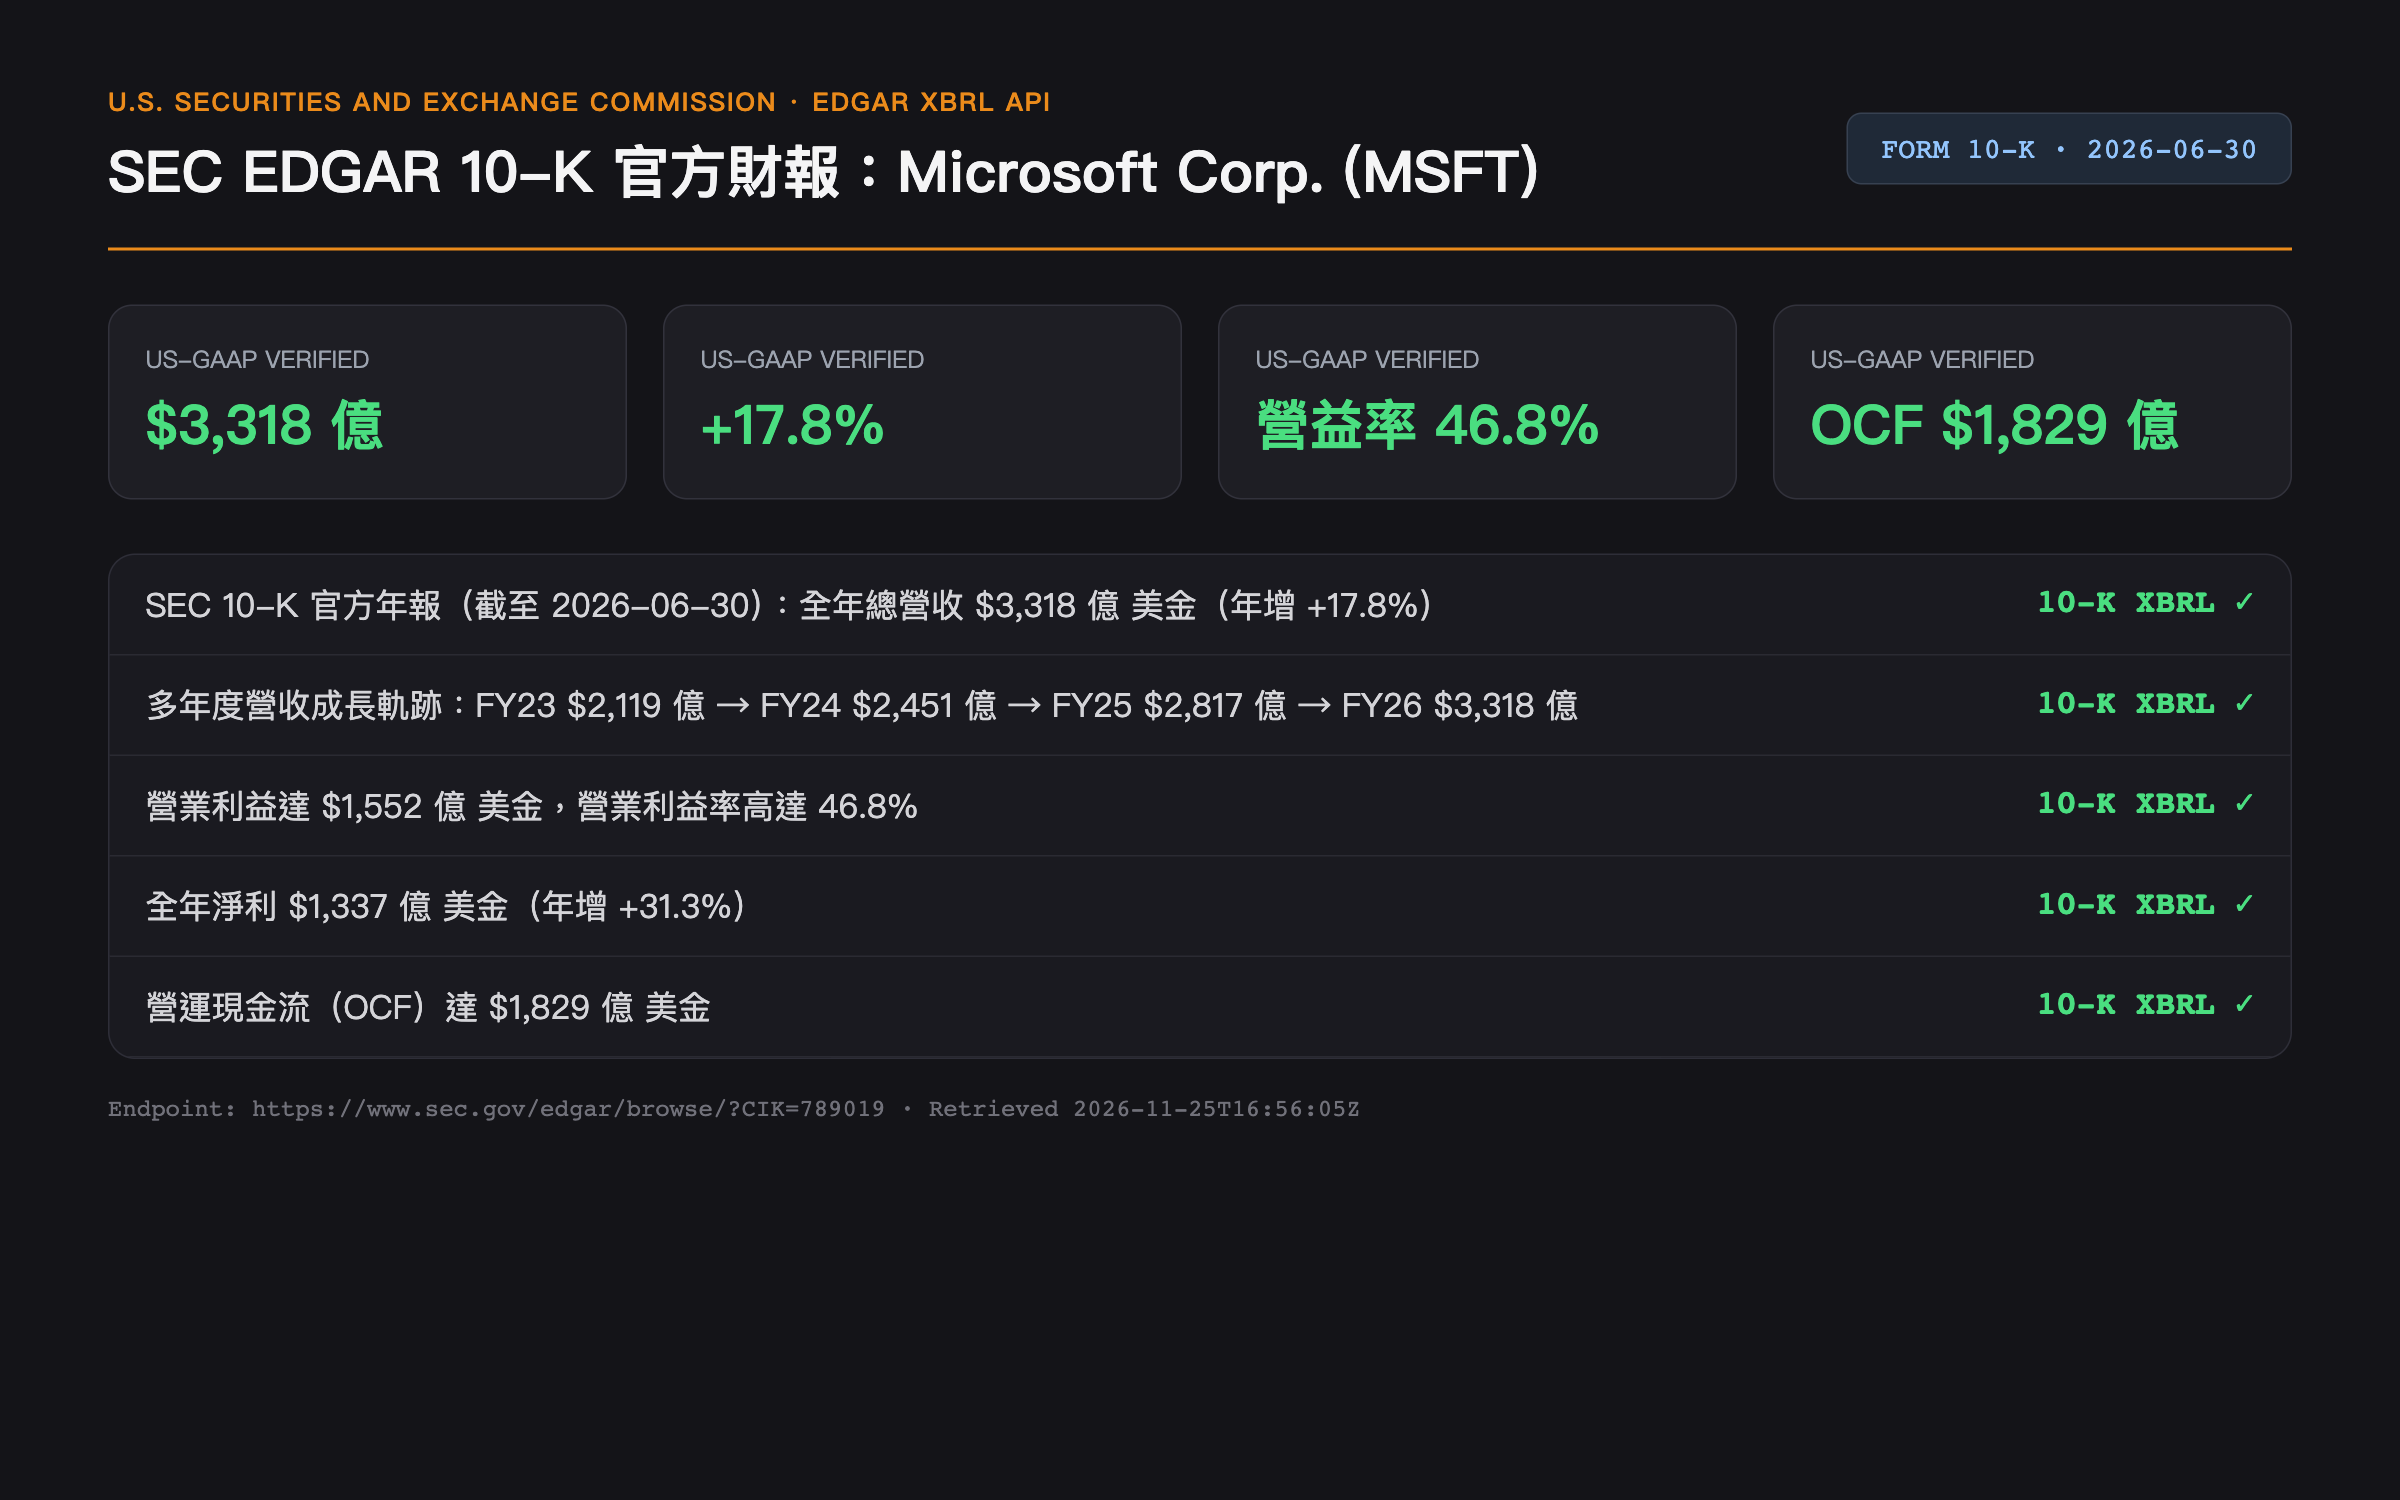 U.S. SECURITIES AND EXCHANGE COMMISSION · EDGAR XBRL API
SEC EDGAR 10-K 官方財報：Microsoft Corp. (MSFT)
FORM 10-K · 2026-06-30
US-GAAP VERIFIED
$3,318 億
US-GAAP VERIFIED
+17.8%
US-GAAP VERIFIED
營益率 46.8%
US-GAAP VERIFIED
OCF $1,829 億
SEC 10-K 官方年報（截至 2026-06-30）：全年總營收 $3,318 億 美金（年增 +17.8%） 10-K XBRL ✓
多年度營收成長軌跡：FY23 $2,119 億 → FY24 $2,451 億 → FY25 $2,817 億 → FY26 $3,318 億 10-K XBRL ✓
營業利益達 $1,552 億 美金，營業利益率高達 46.8% 10-K XBRL ✓
全年淨利 $1,337 億 美金（年增 +31.3%） 10-K XBRL ✓
營運現金流（OCF）達 $1,829 億 美金 10-K XBRL ✓
Endpoint: https://www.sec.gov/edgar/browse/?CIK=789019 · Retrieved 2026-11-25T16:56:05Z